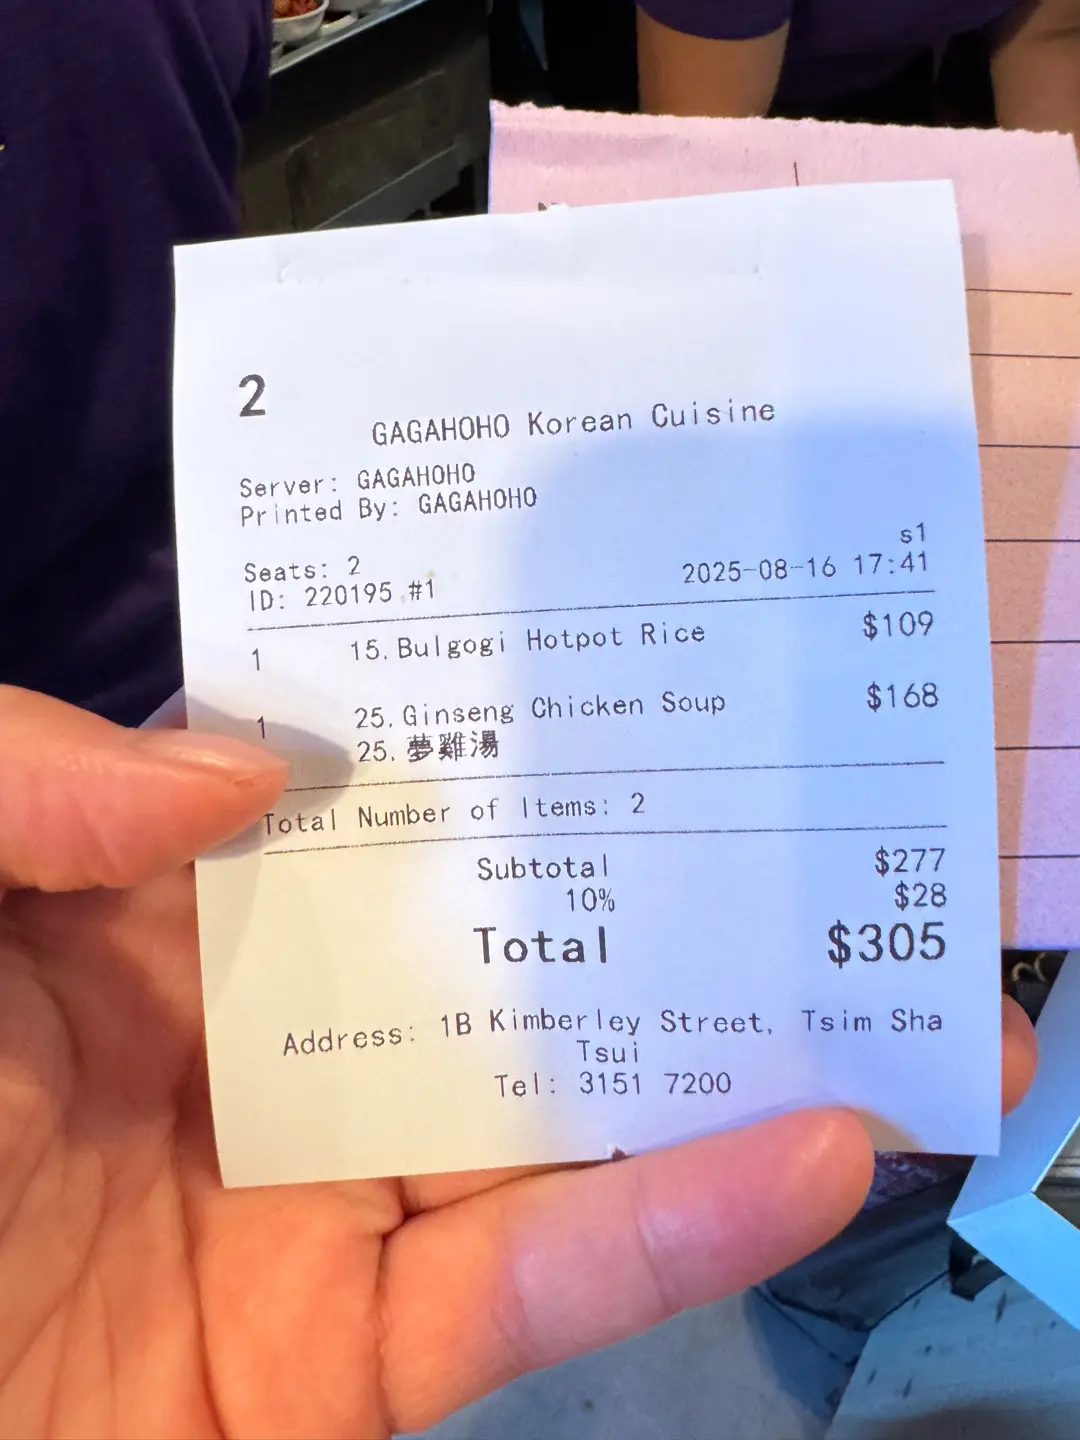 2
GAGAHOHO Korean Cuisine
Server: GAGAHOHO
Printed By: GAGAHOHO
s1
Seats: 2
ID: 220195 #1 2025-08-16 17:41
1 15. Bulgogi Hotpot Rice $109
1 25. Ginseng Chicken Soup $168
25. 雞湯
Total Number of Items: 2
Subtotal $277
10% $28
Total $305
Address: 1B Kimberley Street, Tsim Sha
Tsui
Tel: 3151 7200